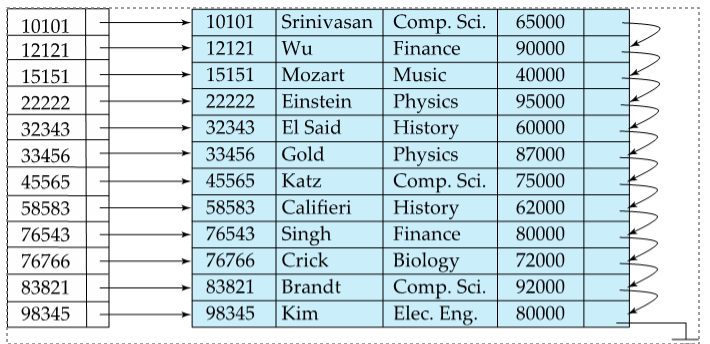 10101 10101 Srinivasan Comp. Sci. 65000
12121 12121 Wu Finance 90000
15151 15151 Mozart Music 40000
22222 22222 Einstein Physics 95000
32343 32343 El Said History 60000
33456 33456 Gold Physics 87000
45565 45565 Katz Comp. Sci. 75000
58583 58583 Califieri History 62000
76543 76543 Singh Finance 80000
76766 76766 Crick Biology 72000
83821 83821 Brandt Comp. Sci. 92000
98345 98345 Kim Elec. Eng. 80000